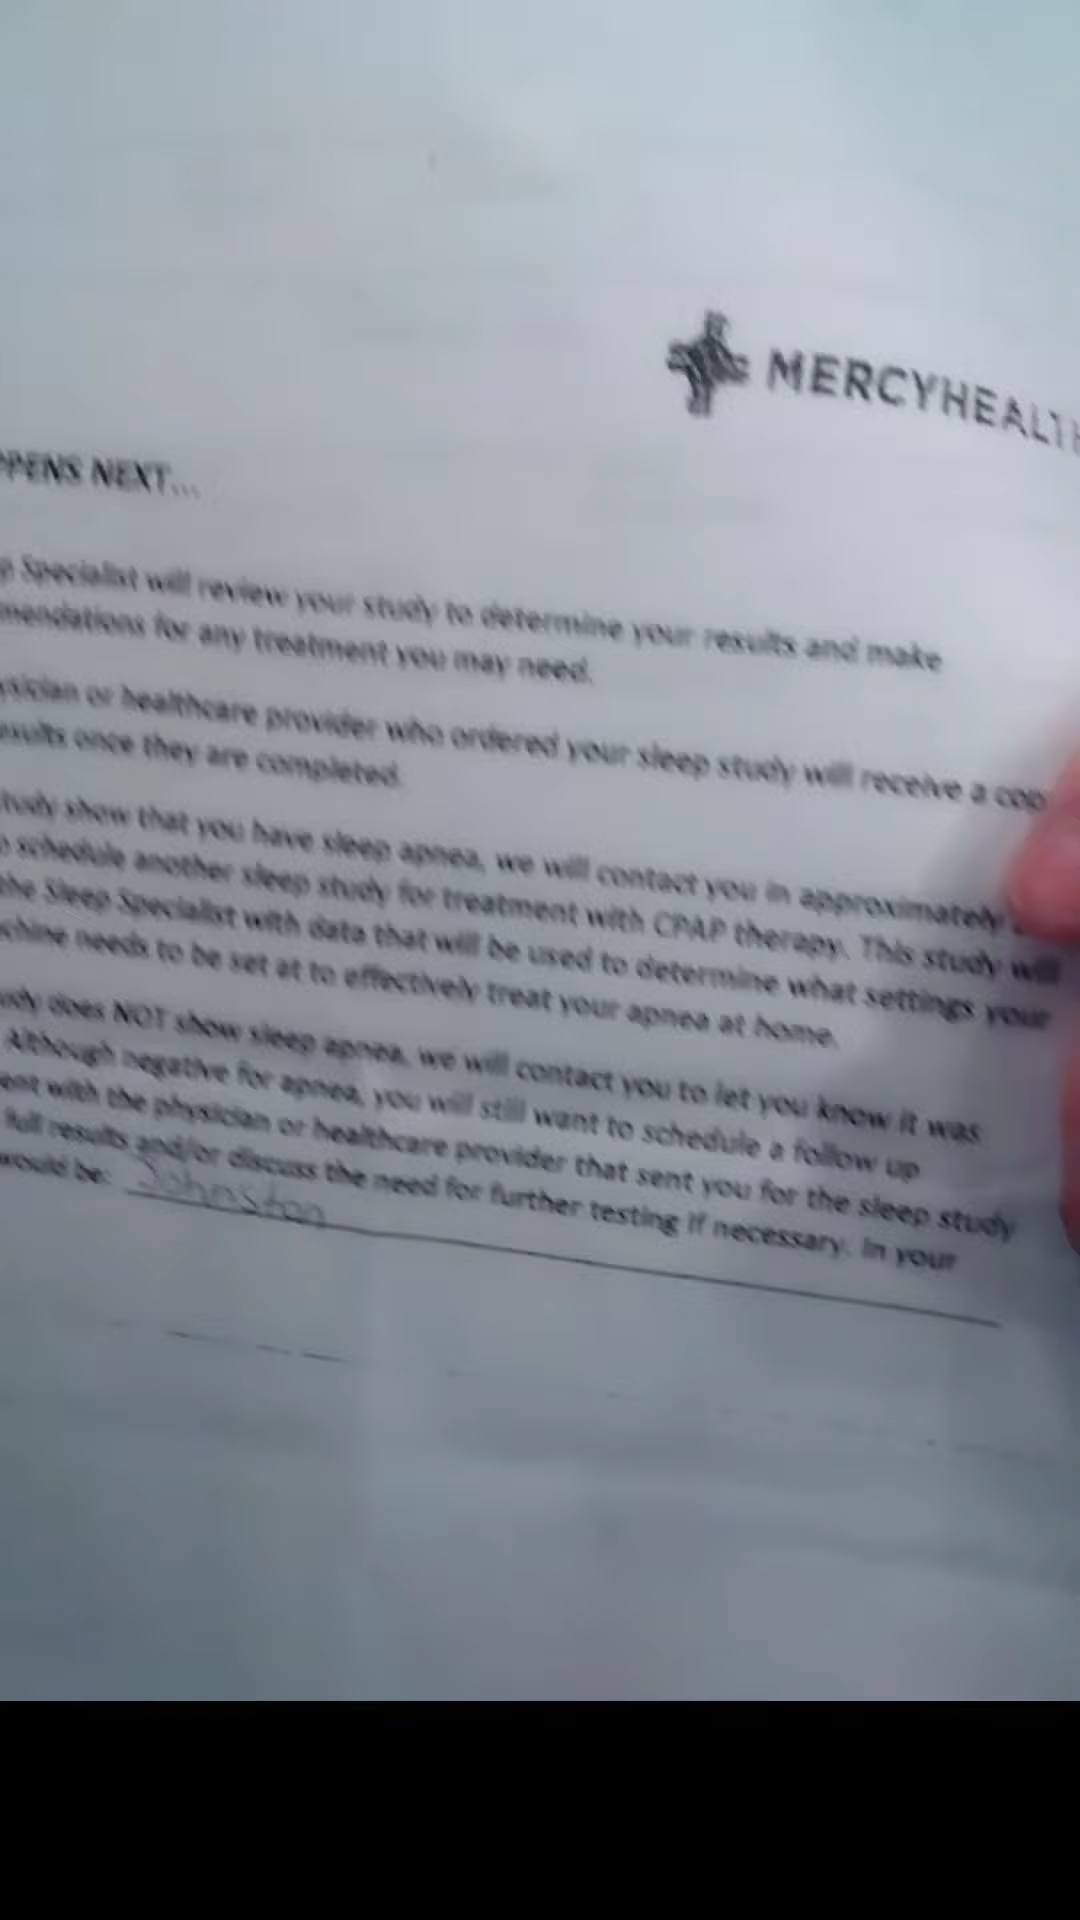 MERCYHEALTH
PPENS NEXT...
p Specialist will review your study to determine your results and make
mendations for any treatment you may need.
ysician or healthcare provider who ordered your sleep study will receive a cop
esults once they are completed.
tudy show that you have sleep apnea, we will contact you in approximately
o schedule another sleep study for treatment with CPAP therapy. This study will
the Sleep Specialist with data that will be used to determine what settings your
chine needs to be set at to effectively treat your apnea at home.
udy does NOT show sleep apnea, we will contact you to let you know it was
Although negative for apnea, you will still want to schedule a follow up
ent with the physician or healthcare provider that sent you for the sleep study
full results and/or discuss the need for further testing if necessary. In your
would be: Johnston